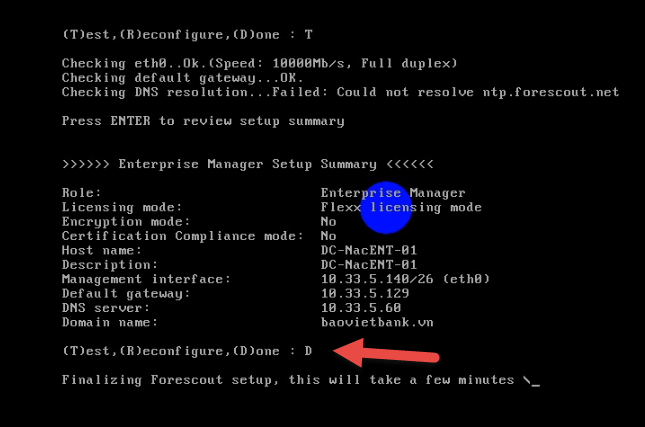 (T)est,(R)econfigure,(D)one : T
Checking eth0..Ok.(Speed: 10000Mb/s, Full duplex)
Checking default gateway...OK.
Checking DNS resolution...Failed: Could not resolve ntp.forescout.net
Press ENTER to review setup summary
>>>>>> Enterprise Manager Setup Summary <<<<<<
Role: Enterprise Manager
Licensing mode: Flexx licensing mode
Encryption mode: No
Certification Compliance mode: No
Host name: DC-NacENT-01
Description: DC-NacENT-01
Management interface: 10.33.5.140/26 (eth0)
Default gateway: 10.33.5.129
DNS server: 10.33.5.60
Domain name: baovietbank.vn
(T)est,(R)econfigure,(D)one : D
Finalizing Forescout setup, this will take a few minutes \_